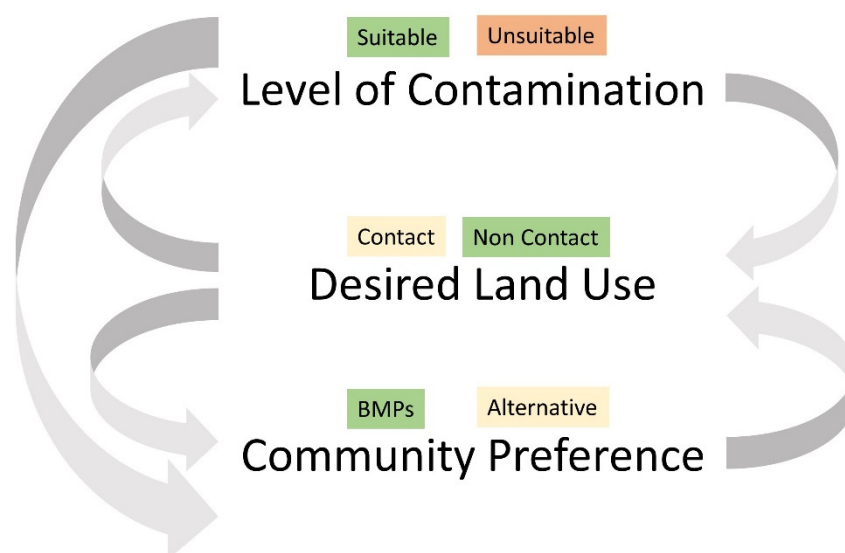 Suitable Unsuitable
Level of Contamination
Contact Non Contact
Desired Land Use
BMPs Alternative
Community Preference